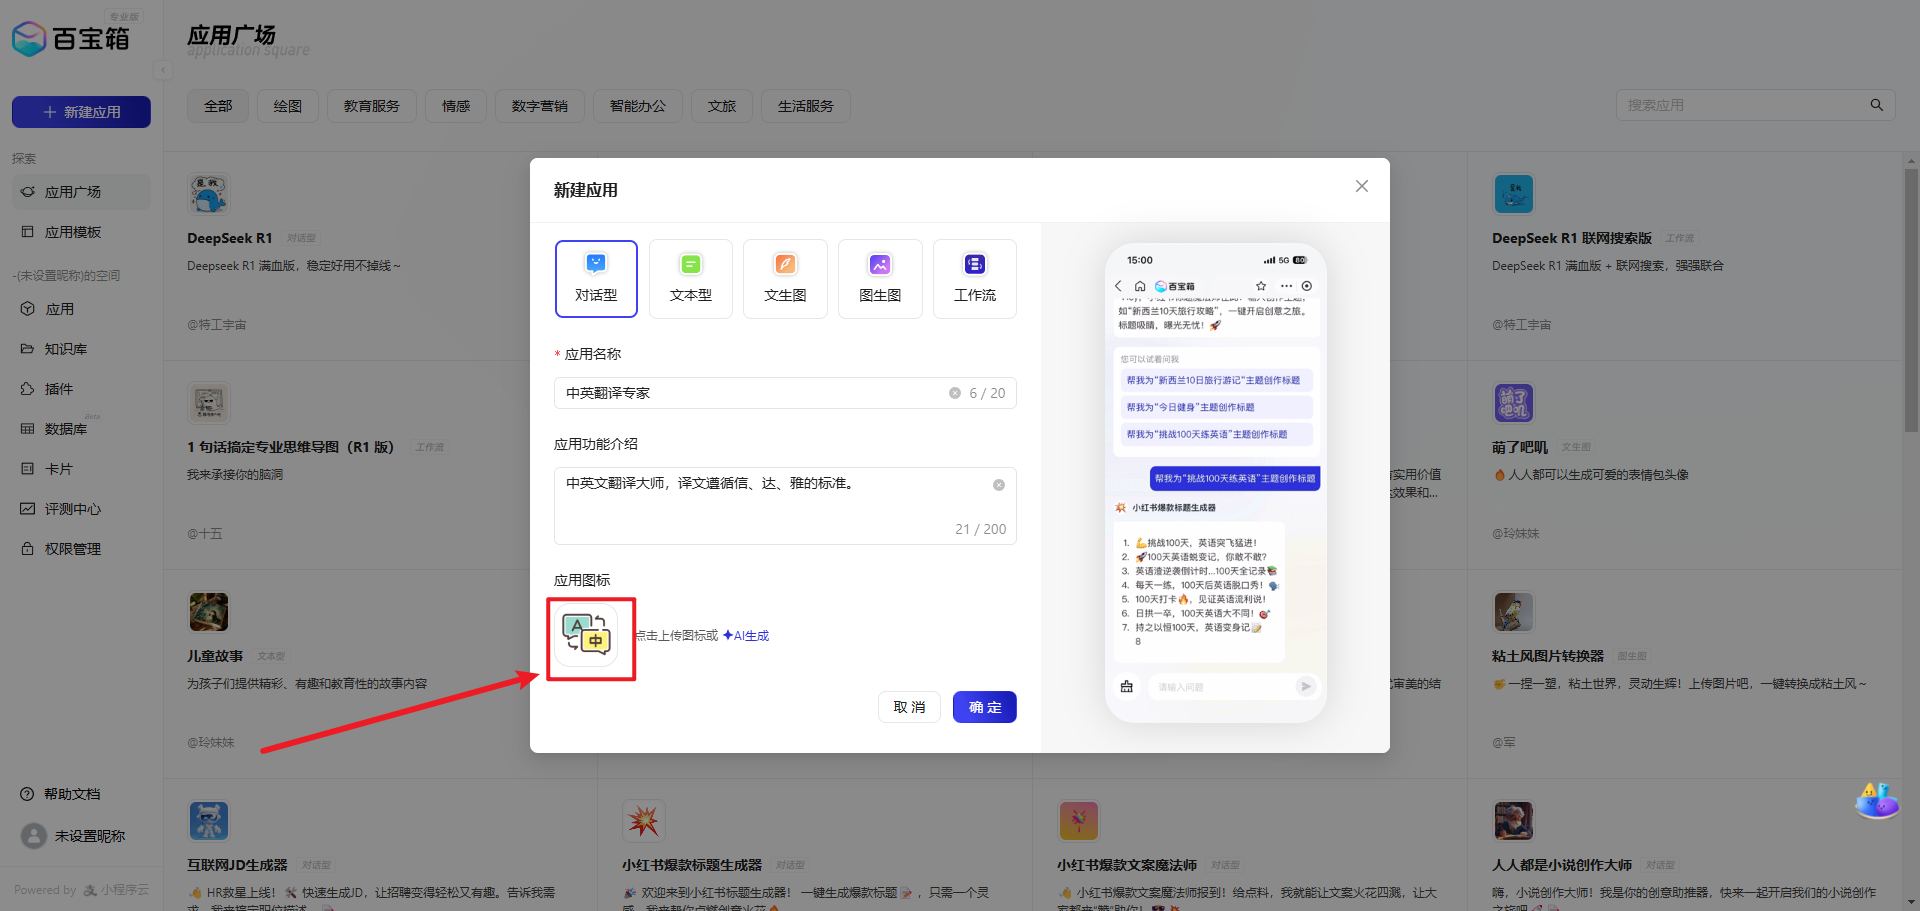 专业版
百宝箱
应用广场
application square
新建应用
全部
绘图
教育服务
情感
数字营销
智能办公
文旅
生活服务
搜索应用
探索
应用广场
应用模板
-(未设置昵称)的空间
应用
知识库
插件
Beta
数据库
卡片
评测中心
权限管理
帮助文档
未设置昵称
Powered by 小程序云
DeepSeek R1 对话型
DeepSeek R1 满血版，稳定好用不掉线～
@特工宇宙
DeepSeek R1 联网搜索版 工作流
DeepSeek R1 满血版 + 联网搜索，强强联合
@特工宇宙
1 句话搞定专业思维导图（R1 版） 工作流
我来承接你的脑洞
@十五
实用价值
效果和...
萌了吧叽 文生图
🔥人人都可以生成可爱的表情包头像
@玲妹妹
儿童故事 文本型
为孩子们提供精彩、有趣和教育性的故事内容
@玲妹妹
审美的结
粘土风图片转换器 图生图
✊一捏一塑，粘土世界，灵动生辉！上传图片吧，一键转换成粘土风～
@军
新建应用
对话型
文本型
文生图
图生图
工作流
* 应用名称
中英翻译专家
6 / 20
应用功能介绍
中英文翻译大师，译文遵循信、达、雅的标准。
21 / 200
应用图标
A 中
点击上传图标或 AI生成
取 消
确 定
15:00
5G 80
百宝箱
如“新西兰10天旅行攻略”，一键开启创意之旅。
标题吸睛，曝光无忧！🚀
您可以试着问我
帮我为“新西兰10日旅行游记”主题创作标题
帮我为“今日健身”主题创作标题
帮我为“挑战100天练英语”主题创作标题
帮我为“挑战100天练英语”主题创作标题
小红书爆款标题生成器
1. 💪挑战100天，英语突飞猛进！
2. 🚀100天英语蜕变记，你敢不敢?
3. 英语渣逆袭倒计时...100天全记录📚
4. 每天一练，100天后英语脱口秀！🗣
5. 100天打卡🔥，见证英语流利说！
6. 日拱一卒，100天英语大不同！🎯
7. 持之以恒100天，英语变身记📝
8
请输入问题
互联网JD生成器 对话型
👋 HR救星上线！ 🛠 快速生成JD，让招聘变得轻松又有趣。告诉我需
小红书爆款标题生成器 对话型
🎉 欢迎来到小红书标题生成器！ 一键生成爆款标题📝 ，只需一个灵
小红书爆款文案魔法师 对话型
👋 小红书爆款文案魔法师报到！给点料，我就能让文案火花四溅，让大
人人都是小说创作大师 对话型
嗨，小说创作大师！我是你的创意助推器，快来一起开启我们的小说创作